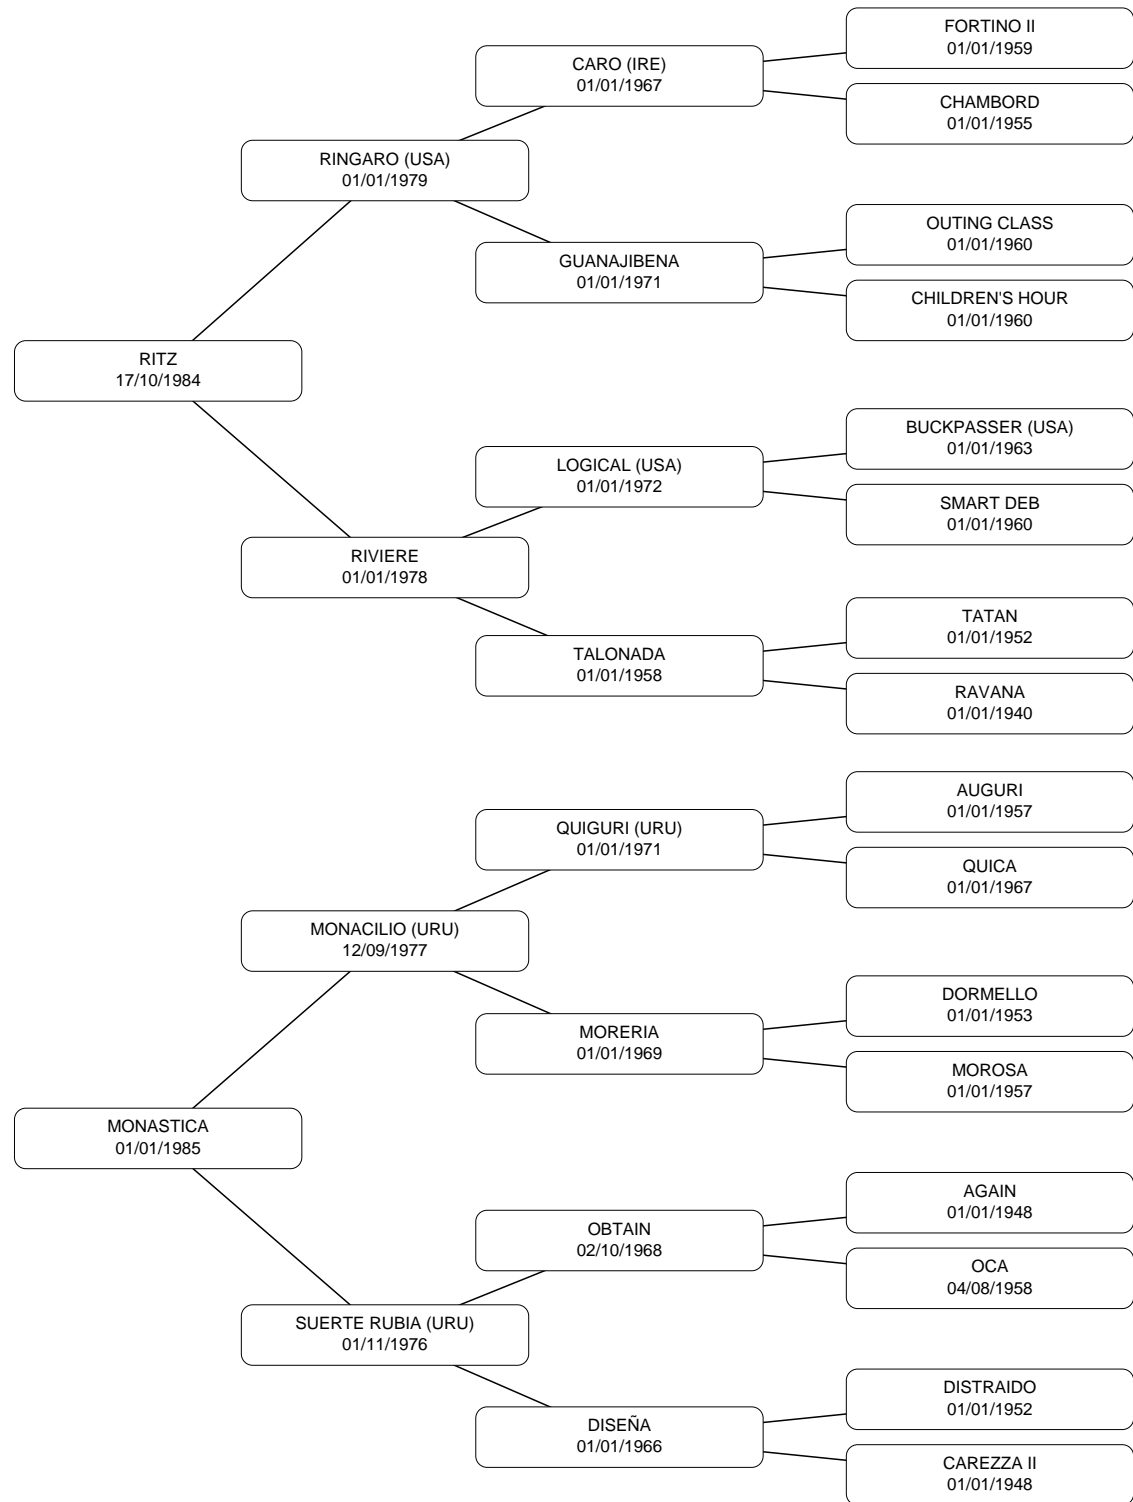 FORTINO II
01/01/1959
CARO (IRE)
01/01/1967
CHAMBORD
01/01/1955
RINGARO (USA)
01/01/1979
OUTING CLASS
01/01/1960
GUANAJIBENA
01/01/1971
CHILDREN'S HOUR
01/01/1960
RITZ
17/10/1984
BUCKPASSER (USA)
01/01/1963
LOGICAL (USA)
01/01/1972
SMART DEB
01/01/1960
RIVIERE
01/01/1978
TATAN
01/01/1952
TALONADA
01/01/1958
RAVANA
01/01/1940
AUGURI
01/01/1957
QUIGURI (URU)
01/01/1971
QUICA
01/01/1967
MONACILIO (URU)
12/09/1977
DORMELLO
01/01/1953
MORERIA
01/01/1969
MOROSA
01/01/1957
MONASTICA
01/01/1985
AGAIN
01/01/1948
OBTAIN
02/10/1968
OCA
04/08/1958
SUERTE RUBIA (URU)
01/11/1976
DISTRAIDO
01/01/1952
DISEÑA
01/01/1966
CAREZZA II
01/01/1948